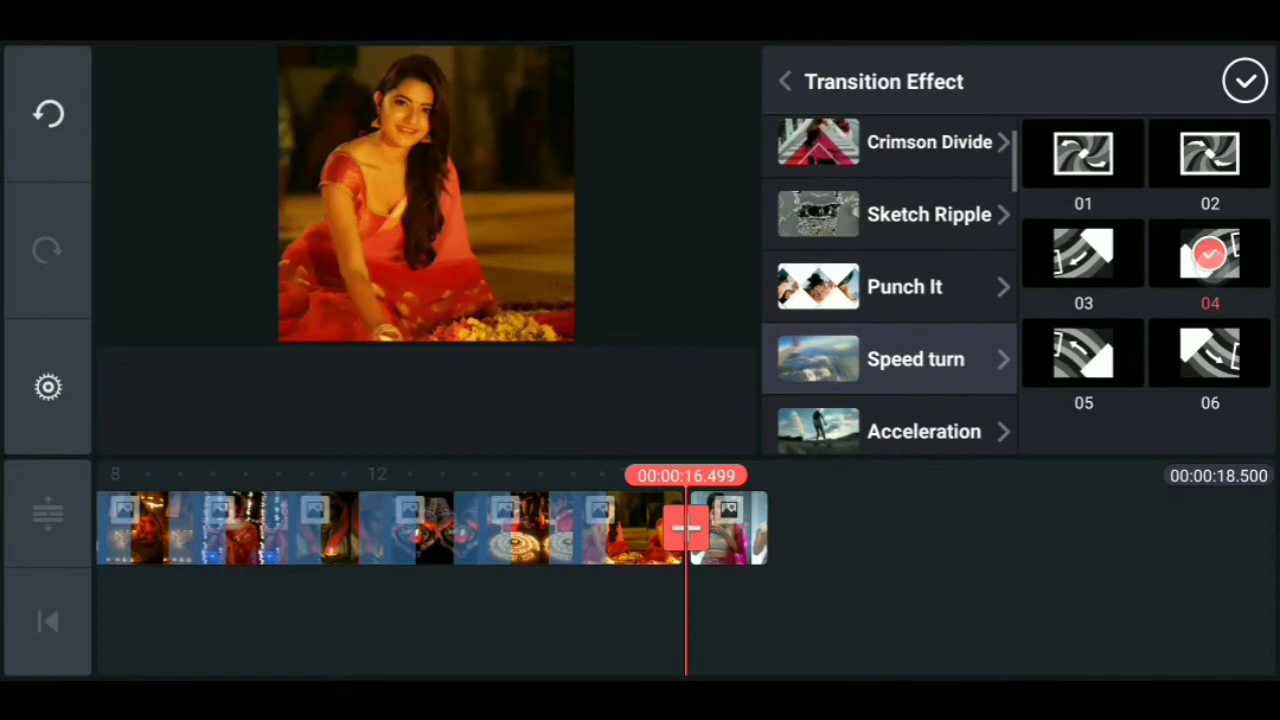 Transition Effect
Crimson Divide
Sketch Ripple
Punch It
Speed turn
Acceleration
01
02
03
04
05
06
8
12
00:00:16.499
00:00:18.500